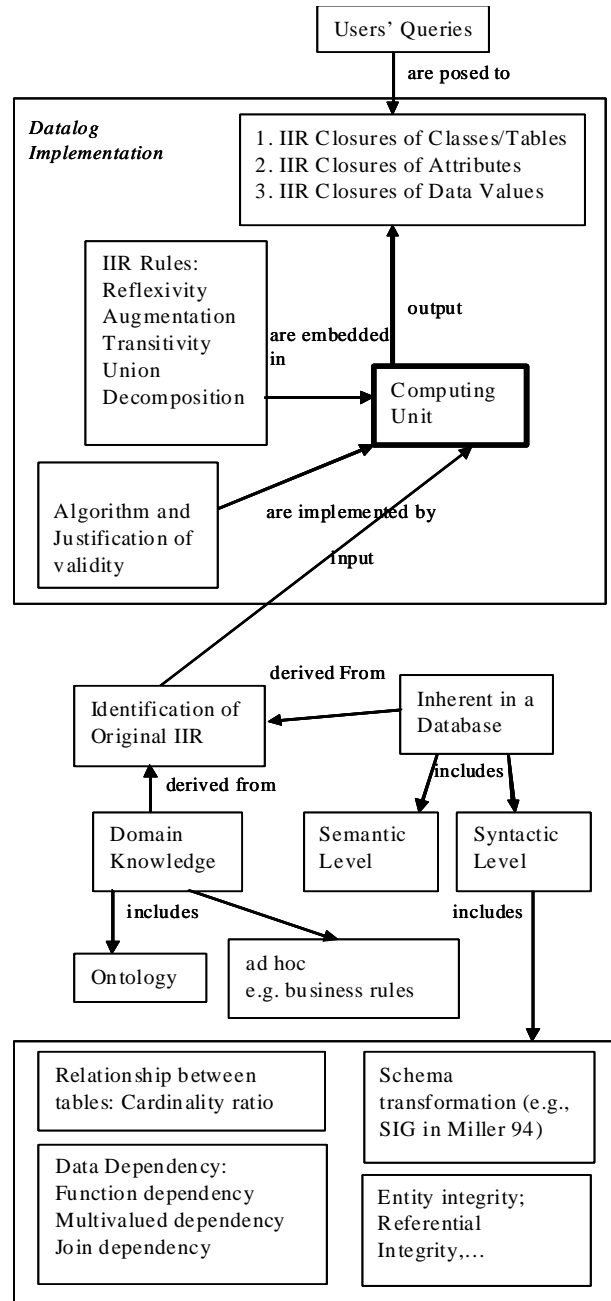 Users' Queries
are posed to
Datalog
Implementation
1. IIR Closures of Classes/Tables
2. IIR Closures of Attributes
3. IIR Closures of Data Values
IIR Rules:
Reflexivity
Augmentation
Transitivity
Union
Decomposition
are embedded
in
output
Computing
Unit
Algorithm and
Justification of
validity
are implemented by
input
derived From
Identification of
Original IIR
Inherent in a
Database
derived from
includes
Domain
Knowledge
Semantic
Level
Syntactic
Level
includes
includes
Ontology
ad hoc
e.g. business rules
Relationship between
tables: Cardinality ratio
Schema
transformation (e.g.,
SIG in Miller 94)
Data Dependency:
Function dependency
Multivalued dependency
Join dependency
Entity integrity;
Referential
Integrity,...